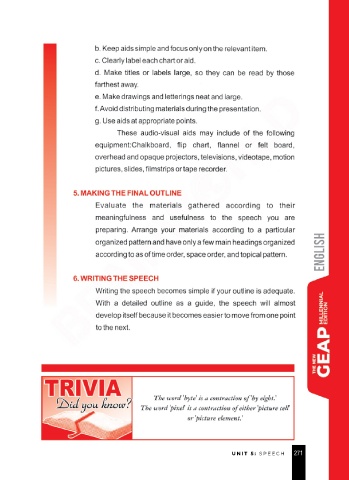 b. Keep aids simple and focus only on the relevant item.
c. Clearly label each chart or aid.
d. Make titles or labels large, so they can be read by those
farthest away.
e. Make drawings and letterings neat and large.
f. Avoid distributing materials during the presentation.
g. Use aids at appropriate points.
These audio-visual aids may include of the following
equipment:Chalkboard, flip chart, flannel or felt board,
overhead and opaque projectors, televisions, videotape, motion
pictures, slides, filmstrips or tape recorder.
5. MAKING THE FINAL OUTLINE
Evaluate the materials gathered according to their
meaningfulness and usefulness to the speech you are
preparing. Arrange your materials according to a particular
organized pattern and have only a few main headings organized
according to as of time order, space order, and topical pattern.
6. WRITING THE SPEECH
Writing the speech becomes simple if your outline is adequate.
With a detailed outline as a guide, the speech will almost
develop itself because it becomes easier to move from one point
to the next.
ENGLISH
THE NEW
GEAP MILLENNIAL
EDITION
TRIVIA
Did you know?
The word 'byte' is a contraction of 'by eight.'
The word 'pixel' is a contraction of either 'picture cell'
or 'picture element.'
UNIT 5: SPEECH 271